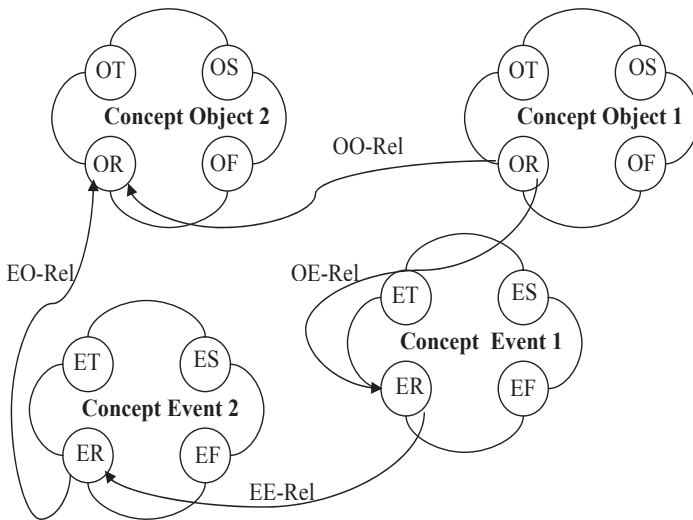 OT OS
Concept Object 2
OR OF
OT OS
Concept Object 1
OR OF
OO-Rel
EO-Rel
OE-Rel
ET ES
Concept Event 1
ER EF
ET ES
Concept Event 2
ER EF
EE-Rel